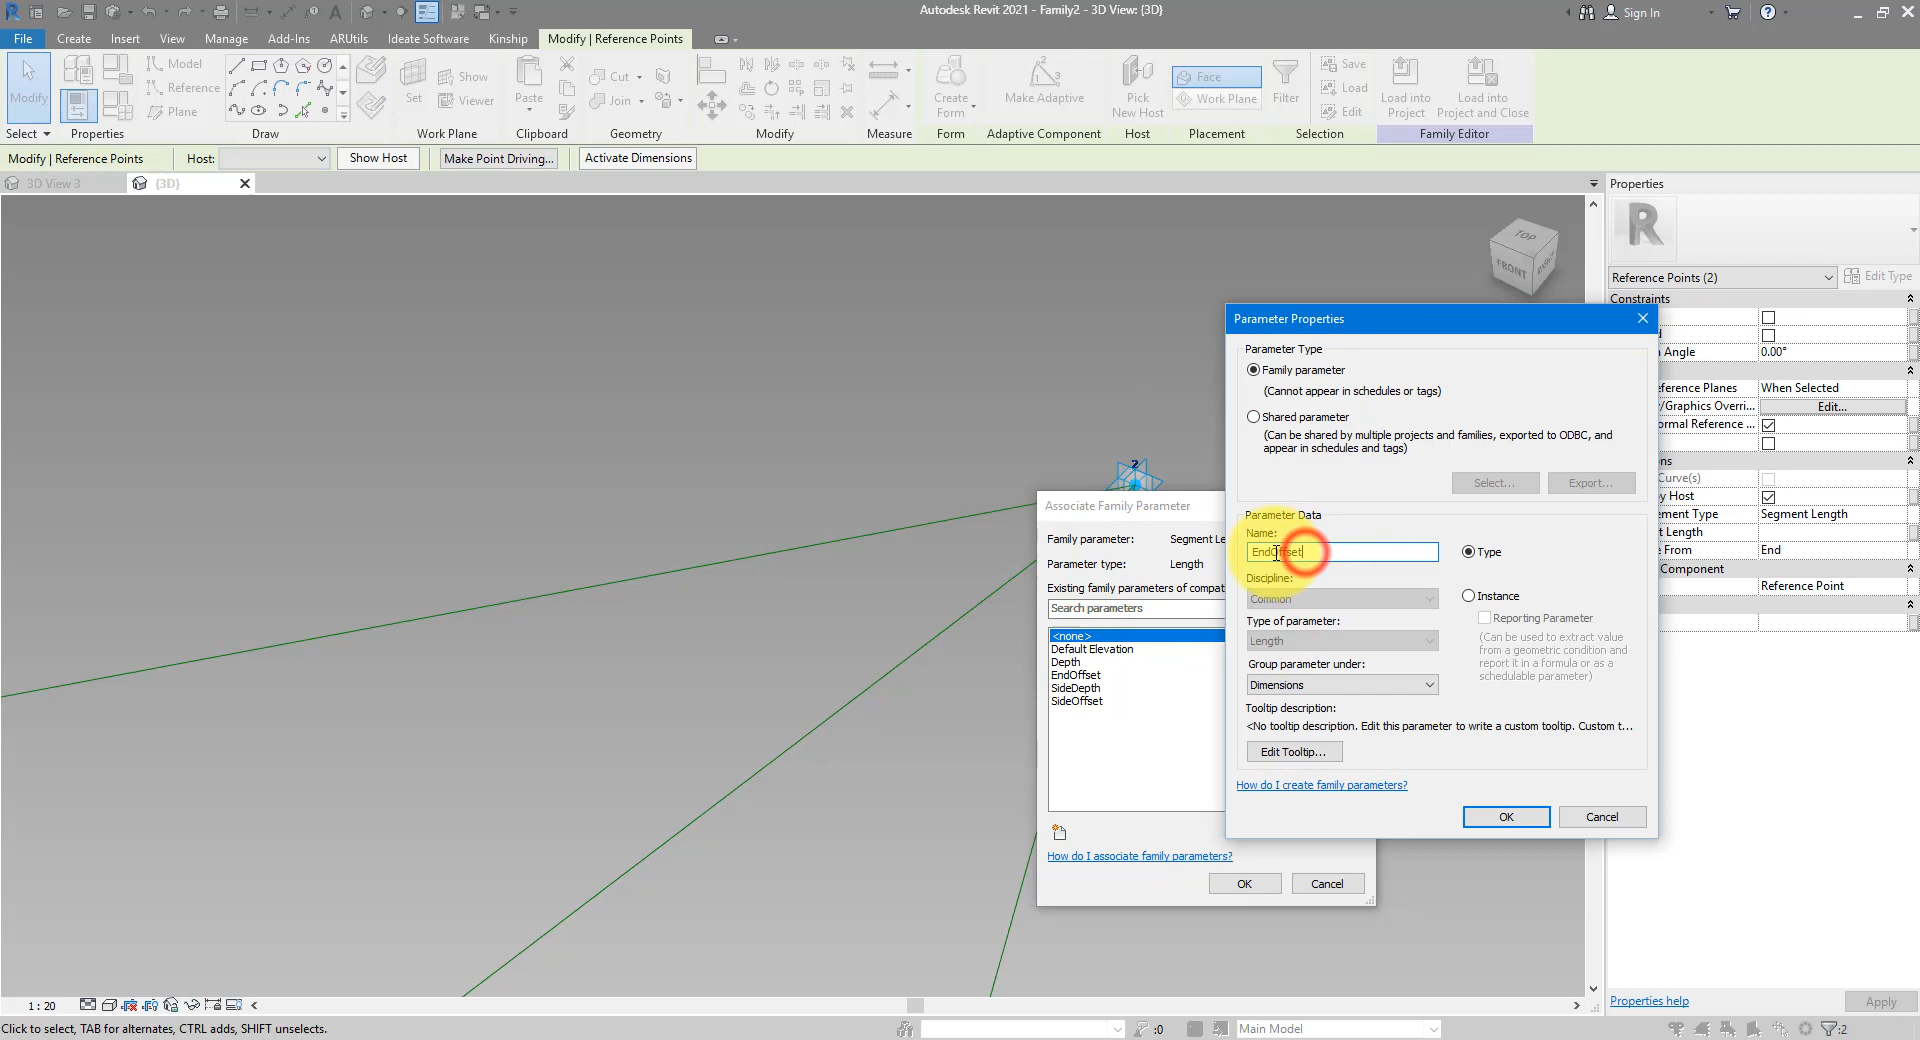 Autodesk Revit 2021 - Family2 - 3D View: {3D}
Sign In
File
Create
Insert
View
Manage
Add-Ins
ARUtils
Ideate Software
Kinship
Modify | Reference Points
Modify
Model
Reference
Plane
Set
Show
Viewer
Paste
Cut
Join
Create
Form
Make Adaptive
Pick
New Host
Face
Work Plane
Filter
Save
Load
Edit
Load into
Project
Load into
Project and Close
Select
Properties
Draw
Work Plane
Clipboard
Geometry
Modify
Measure
Form
Adaptive Component
Host
Placement
Selection
Family Editor
Modify | Reference Points
Host:
Show Host
Make Point Driving...
Activate Dimensions
3D View 3
{3D}
TOP
FRONT
2
Properties
Reference Points (2)
Edit Type
Constraints
Angle
0.00°
ference Planes
When Selected
/Graphics Overri...
Edit...
ormal Reference ...
ns
Curve(s)
y Host
ement Type
Segment Length
t Length
e From
End
Component
Reference Point
Properties help
Apply
Associate Family Parameter
Family parameter:
Segment Le
Parameter type:
Length
Existing family parameters of compat
Search parameters
<none>
Default Elevation
Depth
EndOffset
SideDepth
SideOffset
How do I associate family parameters?
OK
Cancel
Parameter Properties
Parameter Type
Family parameter
(Cannot appear in schedules or tags)
Shared parameter
(Can be shared by multiple projects and families, exported to ODBC, and
appear in schedules and tags)
Select...
Export...
Parameter Data
Name:
EndOffset
Type
Discipline:
Common
Instance
Reporting Parameter
Type of parameter:
Length
(Can be used to extract value
from a geometric condition and
report it in a formula or as a
schedulable parameter)
Group parameter under:
Dimensions
Tooltip description:
<No tooltip description. Edit this parameter to write a custom tooltip. Custom t...
Edit Tooltip...
How do I create family parameters?
OK
Cancel
1 : 20
Click to select, TAB for alternates, CTRL adds, SHIFT unselects.
:0
Main Model
:2